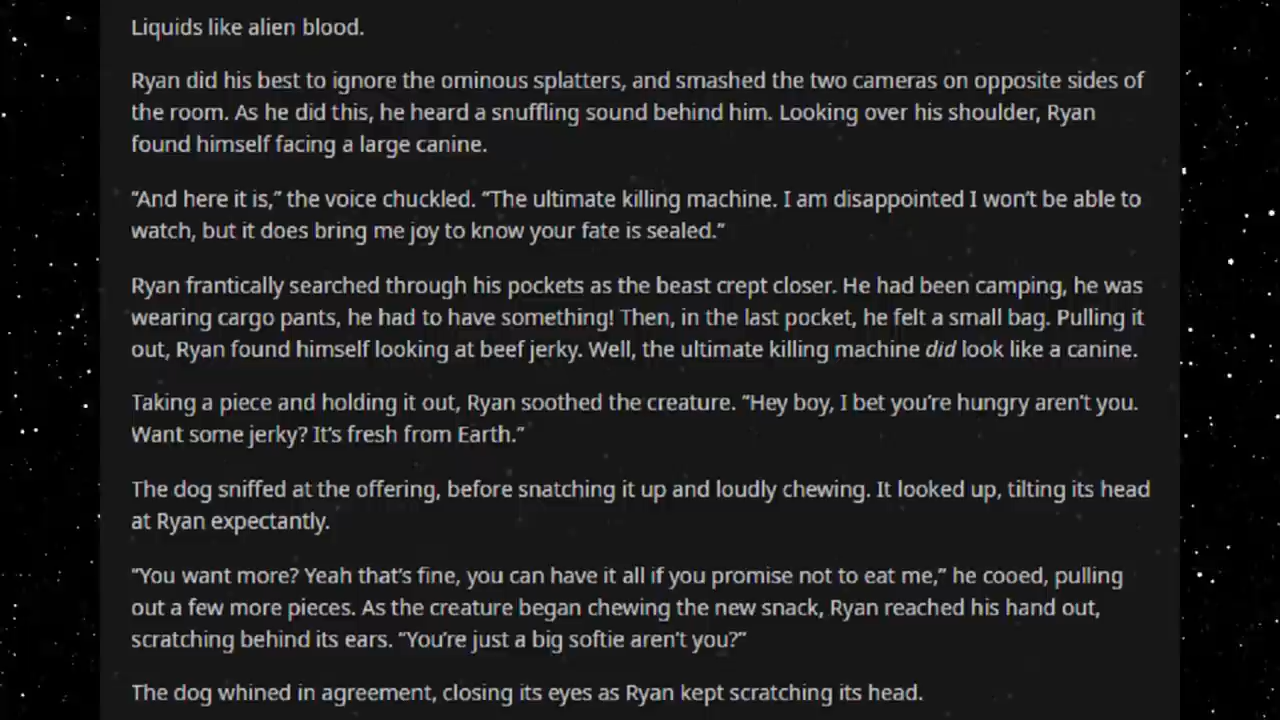 Liquids like alien blood.
Ryan did his best to ignore the ominous splatters, and smashed the two cameras on opposite sides of
the room. As he did this, he heard a snuffling sound behind him. Looking over his shoulder, Ryan
found himself facing a large canine.
“And here it is,” the voice chuckled. “The ultimate killing machine. I am disappointed I won’t be able to
watch, but it does bring me joy to know your fate is sealed.”
Ryan frantically searched through his pockets as the beast crept closer. He had been camping, he was
wearing cargo pants, he had to have something! Then, in the last pocket, he felt a small bag. Pulling it
out, Ryan found himself looking at beef jerky. Well, the ultimate killing machine did look like a canine.
Taking a piece and holding it out, Ryan soothed the creature. “Hey boy, I bet you’re hungry aren’t you.
Want some jerky? It’s fresh from Earth.”
The dog sniffed at the offering, before snatching it up and loudly chewing. It looked up, tilting its head
at Ryan expectantly.
“You want more? Yeah that’s fine, you can have it all if you promise not to eat me,” he cooed, pulling
out a few more pieces. As the creature began chewing the new snack, Ryan reached his hand out,
scratching behind its ears. “You’re just a big softie aren’t you?”
The dog whined in agreement, closing its eyes as Ryan kept scratching its head.